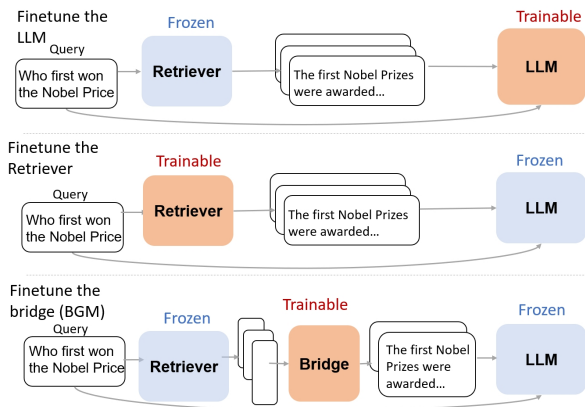 Finetune the
LLM
Frozen
Trainable
Query
Who first won
the Nobel Price
Retriever
The first Nobel Prizes
were awarded…
LLM
Finetune the
Retriever
Trainable
Frozen
Query
Who first won
the Nobel Price
Retriever
The first Nobel Prizes
were awarded…
LLM
Finetune the
bridge (BGM)
Frozen
Trainable
Frozen
Query
Who first won
the Nobel Price
Retriever
Bridge
The first Nobel
Prizes were
awarded…
LLM